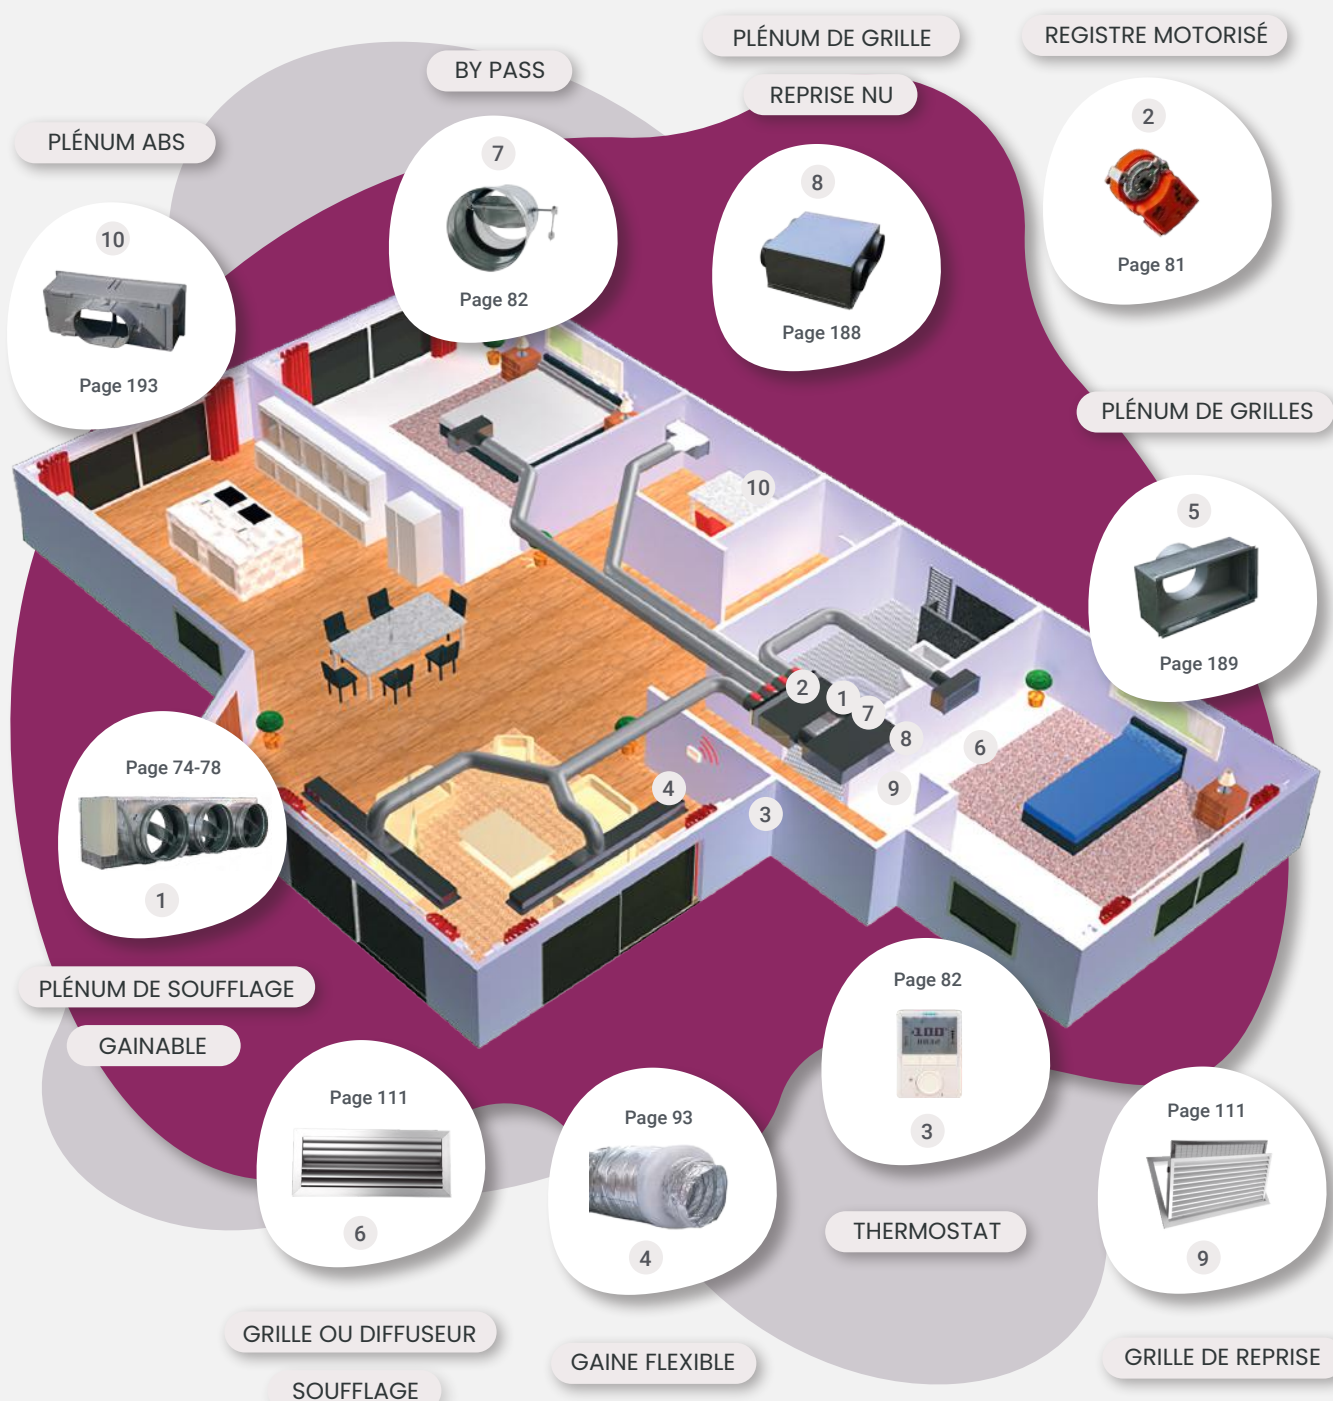 PLÉNUM DE GRILLE
REPRISE NU
REGISTRE MOTORISÉ
BY PASS
PLÉNUM ABS
7
Page 82
8
Page 188
2
Page 81
10
Page 193
PLÉNUM DE GRILLES
5
Page 189
10
2
1
7
8
6
9
4
3
Page 74-78
1
PLÉNUM DE SOUFFLAGE
GAINABLE
Page 82
3
THERMOSTAT
Page 111
6
GRILLE OU DIFFUSEUR
SOUFFLAGE
Page 93
4
GAINE FLEXIBLE
Page 111
9
GRILLE DE REPRISE